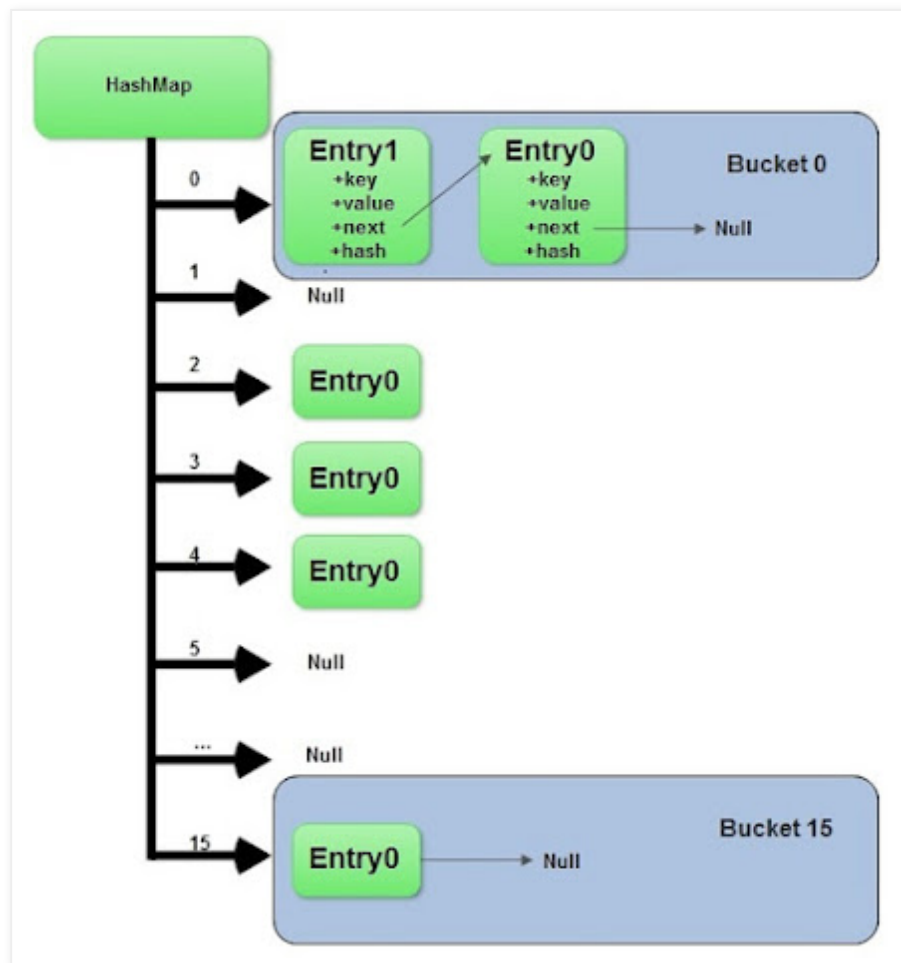 HashMap
0
Entry1
+key
+value
+next
+hash
Entry0
+key
+value
+next
+hash
Null
Bucket 0
1
Null
2
Entry0
3
Entry0
4
Entry0
5
Null
...
Null
15
Entry0
Null
Bucket 15